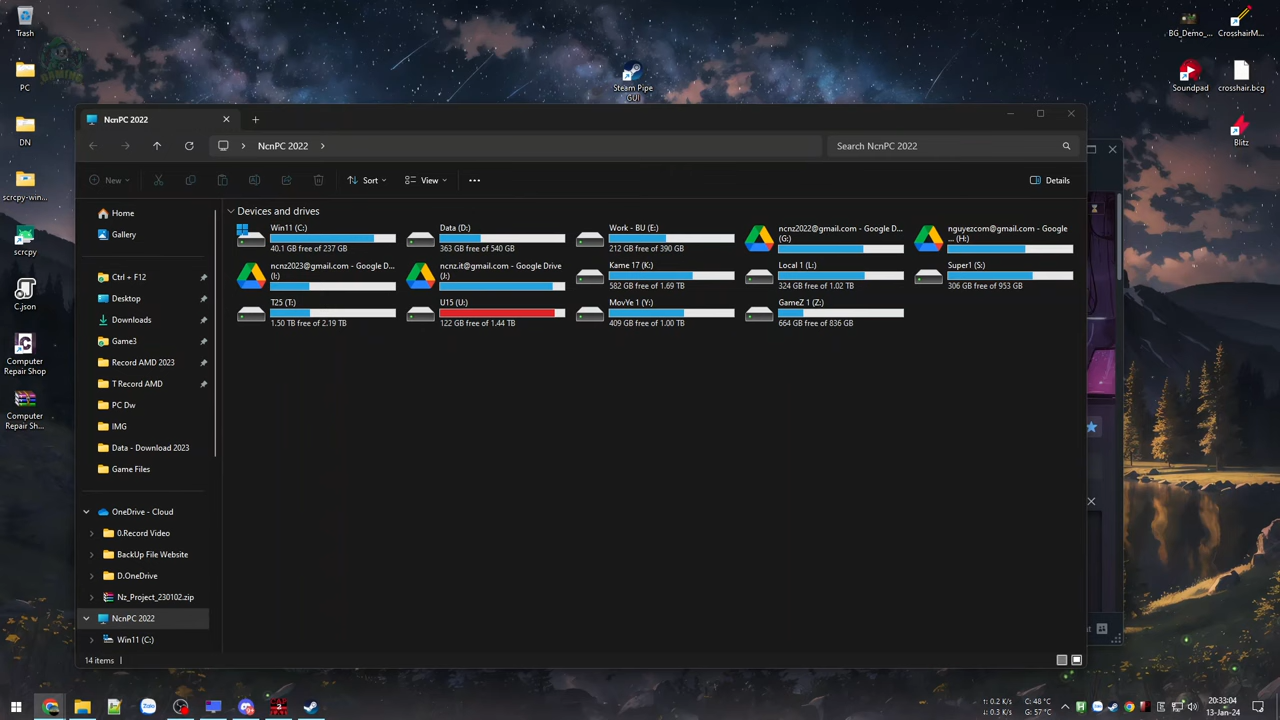 Trash
GAMING
PC
DN
scrcpy-win...
scrcpy
C.json
Computer
Repair Shop
Computer
Repair Sh...
Steam Pipe
GUI
BG_Demo_...
CrosshairM...
Soundpad
crosshair.bcg
Blitz
NcnPC 2022
NcnPC 2022
Search NcnPC 2022
New
Sort
View
Details
Home
Gallery
Ctrl + F12
Desktop
Downloads
Game3
Record AMD 2023
T Record AMD
PC Dw
IMG
Data - Download 2023
Game Files
OneDrive - Cloud
0.Record Video
BackUp File Website
D.OneDrive
Nz_Project_230102.zip
NcnPC 2022
Win11 (C:)
Devices and drives
Win11 (C:)
40.1 GB free of 237 GB
Data (D:)
363 GB free of 540 GB
Work - BU (E:)
212 GB free of 390 GB
ncnz2022@gmail.com - Google D...
(G:)
nguyezcom@gmail.com - Google
... (H:)
ncnz2023@gmail.com - Google D...
(I:)
ncnz.it@gmail.com - Google Drive
(J:)
Kame 17 (K:)
582 GB free of 1.69 TB
Local 1 (L:)
324 GB free of 1.02 TB
Super1 (S:)
306 GB free of 953 GB
T25 (T:)
1.50 TB free of 2.19 TB
U15 (U:)
122 GB free of 1.44 TB
MovYe 1 (Y:)
409 GB free of 1.00 TB
GameZ 1 (Z:)
664 GB free of 836 GB
14 items
Zalo
↑: 0.2 K/s
↓: 0.3 K/s
C: 48 °C
G: 57 °C
20:33:04
13-Jan-24